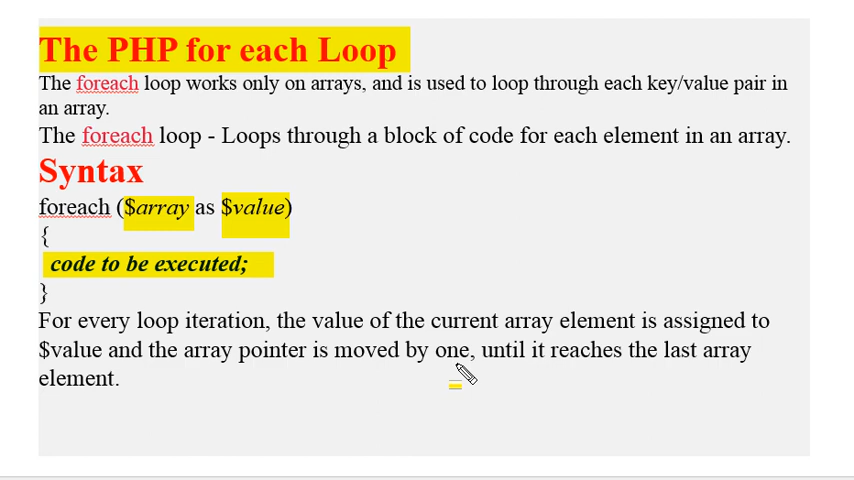 The PHP for each Loop
The foreach loop works only on arrays, and is used to loop through each key/value pair in
an array.
The foreach loop - Loops through a block of code for each element in an array.
Syntax
foreach ($array as $value)
{
code to be executed;
}
For every loop iteration, the value of the current array element is assigned to
$value and the array pointer is moved by one, until it reaches the last array
element.